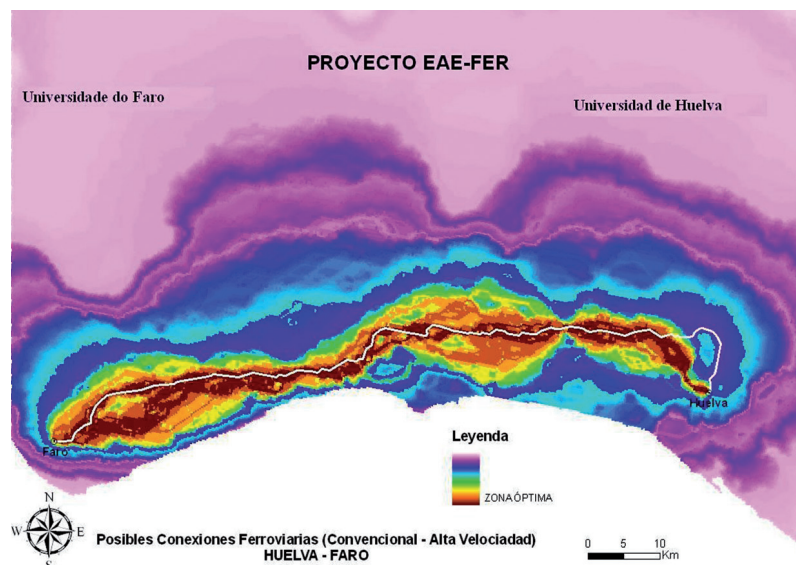 PROYECTO EAE-FER
Universidade do Faro
Universidad de Huelva
Huelva
Faro
Leyenda
ZONA ÓPTIMA
N
W E
S
Posibles Conexiones Ferroviarias (Convencional - Alta Velociadad)
HUELVA - FARO
0 5 10
Km